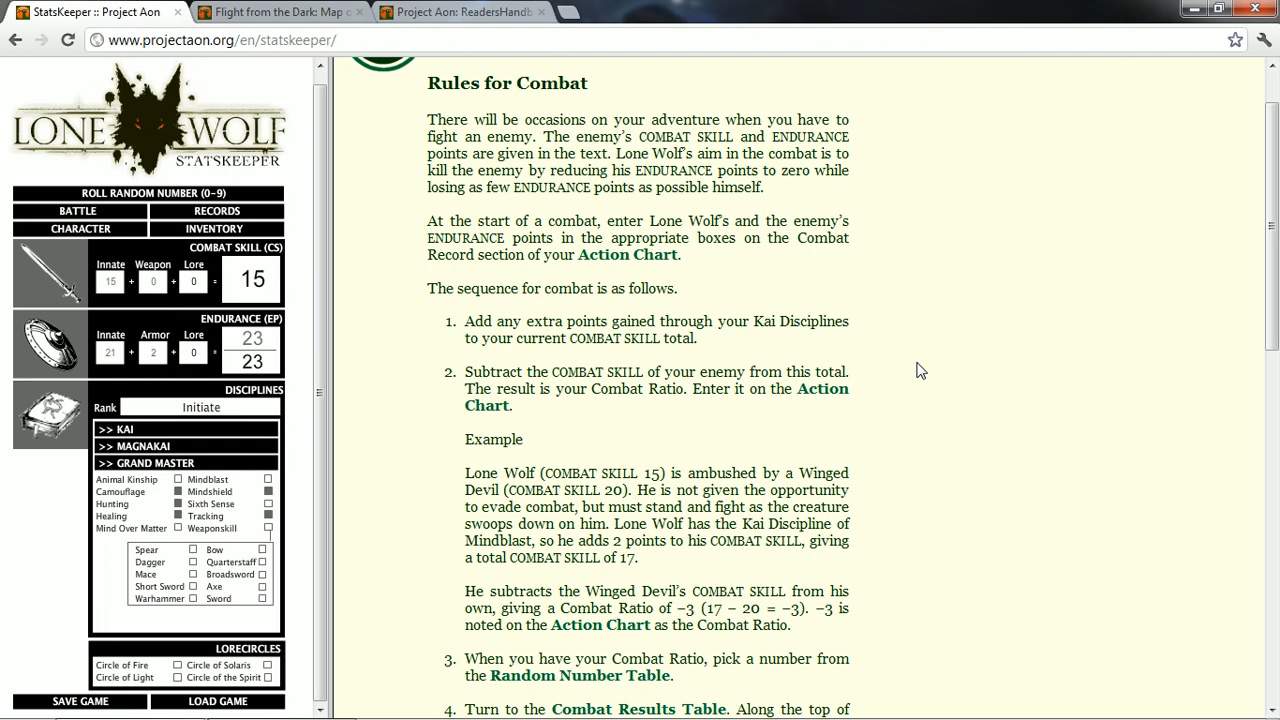 StatsKeeper :: Project Aon
Flight from the Dark: Map o
Project Aon: ReadersHandb
www.projectaon.org/en/statskeeper/
LONE WOLF
STATSKEEPER
ROLL RANDOM NUMBER (0-9)
BATTLE RECORDS
CHARACTER INVENTORY
COMBAT SKILL (CS)
Innate Weapon Lore
15 + 0 + 0 = 15
ENDURANCE (EP)
Innate Armor Lore 23
21 + 2 + 0 = 23
DISCIPLINES
Rank Initiate
>> KAI
>> MAGNAKAI
>> GRAND MASTER
Animal Kinship Mindblast
Camouflage Mindshield
Hunting Sixth Sense
Healing Tracking
Mind Over Matter Weaponskill
Spear Bow
Dagger Quarterstaff
Mace Broadsword
Short Sword Axe
Warhammer Sword
LORECIRCLES
Circle of Fire Circle of Solaris
Circle of Light Circle of the Spirit
SAVE GAME LOAD GAME
Rules for Combat
There will be occasions on your adventure when you have to
fight an enemy. The enemy’s COMBAT SKILL and ENDURANCE
points are given in the text. Lone Wolf’s aim in the combat is to
kill the enemy by reducing his ENDURANCE points to zero while
losing as few ENDURANCE points as possible himself.
At the start of a combat, enter Lone Wolf’s and the enemy’s
ENDURANCE points in the appropriate boxes on the Combat
Record section of your Action Chart.
The sequence for combat is as follows.
1. Add any extra points gained through your Kai Disciplines
to your current COMBAT SKILL total.
2. Subtract the COMBAT SKILL of your enemy from this total.
The result is your Combat Ratio. Enter it on the Action
Chart.
Example
Lone Wolf (COMBAT SKILL 15) is ambushed by a Winged
Devil (COMBAT SKILL 20). He is not given the opportunity
to evade combat, but must stand and fight as the creature
swoops down on him. Lone Wolf has the Kai Discipline of
Mindblast, so he adds 2 points to his COMBAT SKILL, giving
a total COMBAT SKILL of 17.
He subtracts the Winged Devil’s COMBAT SKILL from his
own, giving a Combat Ratio of −3 (17 − 20 = −3). −3 is
noted on the Action Chart as the Combat Ratio.
3. When you have your Combat Ratio, pick a number from
the Random Number Table.
4. Turn to the Combat Results Table. Along the top of